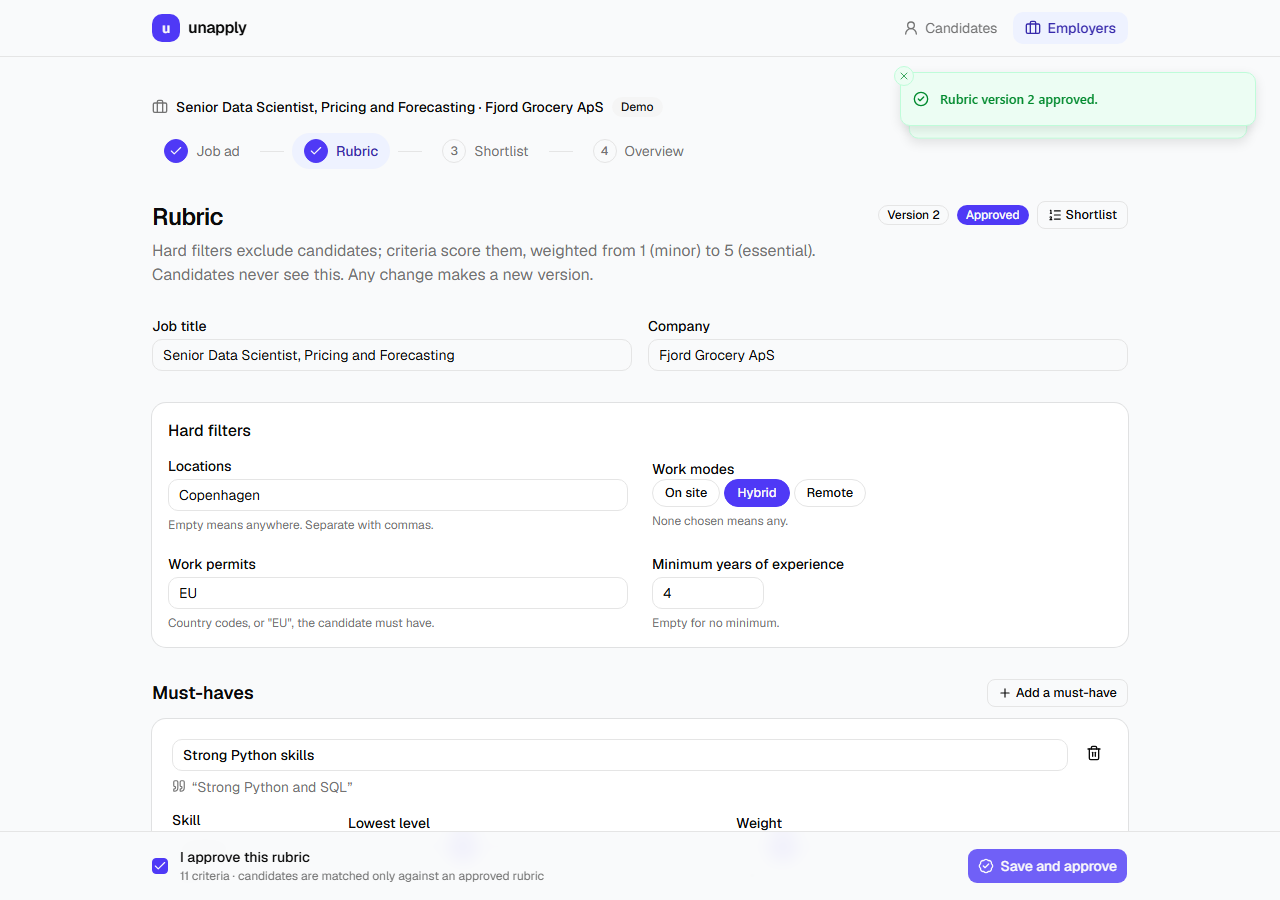 u unapply
Candidates
Employers
Senior Data Scientist, Pricing and Forecasting · Fjord Grocery ApS
Demo
Rubric version 2 approved.
Job ad
Rubric
3 Shortlist
4 Overview
Rubric
Version 2
Approved
Shortlist
Hard filters exclude candidates; criteria score them, weighted from 1 (minor) to 5 (essential).
Candidates never see this. Any change makes a new version.
Job title
Company
Senior Data Scientist, Pricing and Forecasting
Fjord Grocery ApS
Hard filters
Locations
Copenhagen
Empty means anywhere. Separate with commas.
Work modes
On site
Hybrid
Remote
None chosen means any.
Work permits
EU
Country codes, or "EU", the candidate must have.
Minimum years of experience
4
Empty for no minimum.
Must-haves
Add a must-have
Strong Python skills
“Strong Python and SQL”
Skill
Lowest level
Weight
I approve this rubric
11 criteria · candidates are matched only against an approved rubric
Save and approve